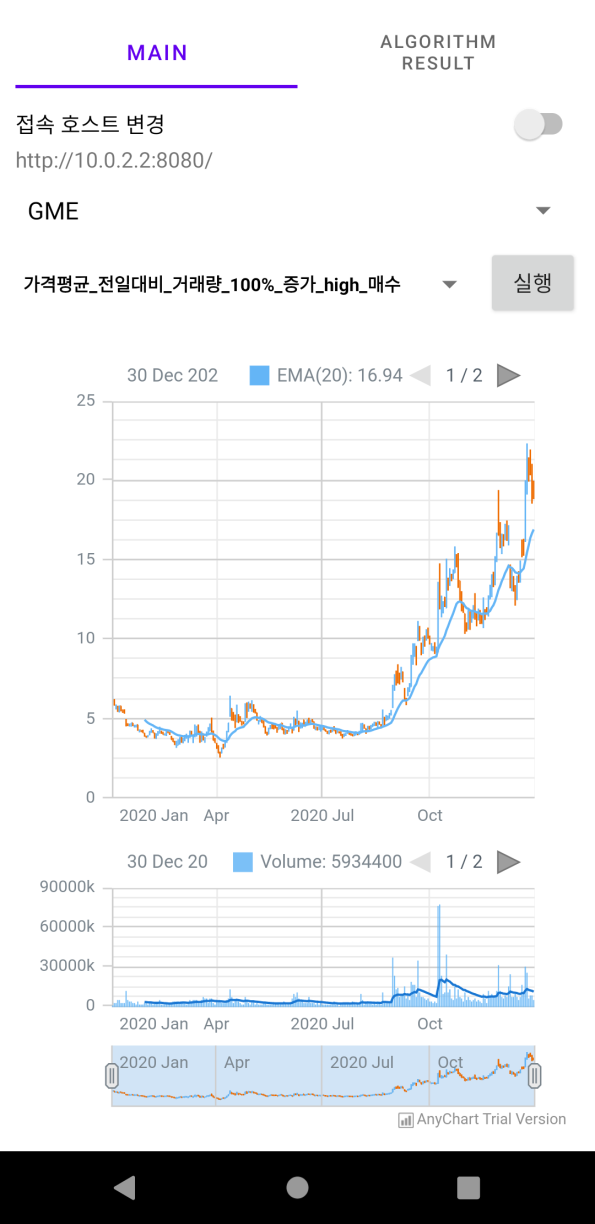 MAIN
ALGORITHM
RESULT
접속 호스트 변경
http://10.0.2.2:8080/
GME
가격평균_전일대비_거래량_100%_증가_high_매수
실행
30 Dec 202 EMA(20): 16.94 1 / 2
25
20
15
10
5
0
2020 Jan Apr 2020 Jul Oct
30 Dec 20 Volume: 5934400 1 / 2
90000k
60000k
30000k
0
2020 Jan Apr 2020 Jul Oct
2020 Jan Apr 2020 Jul Oct
AnyChart Trial Version